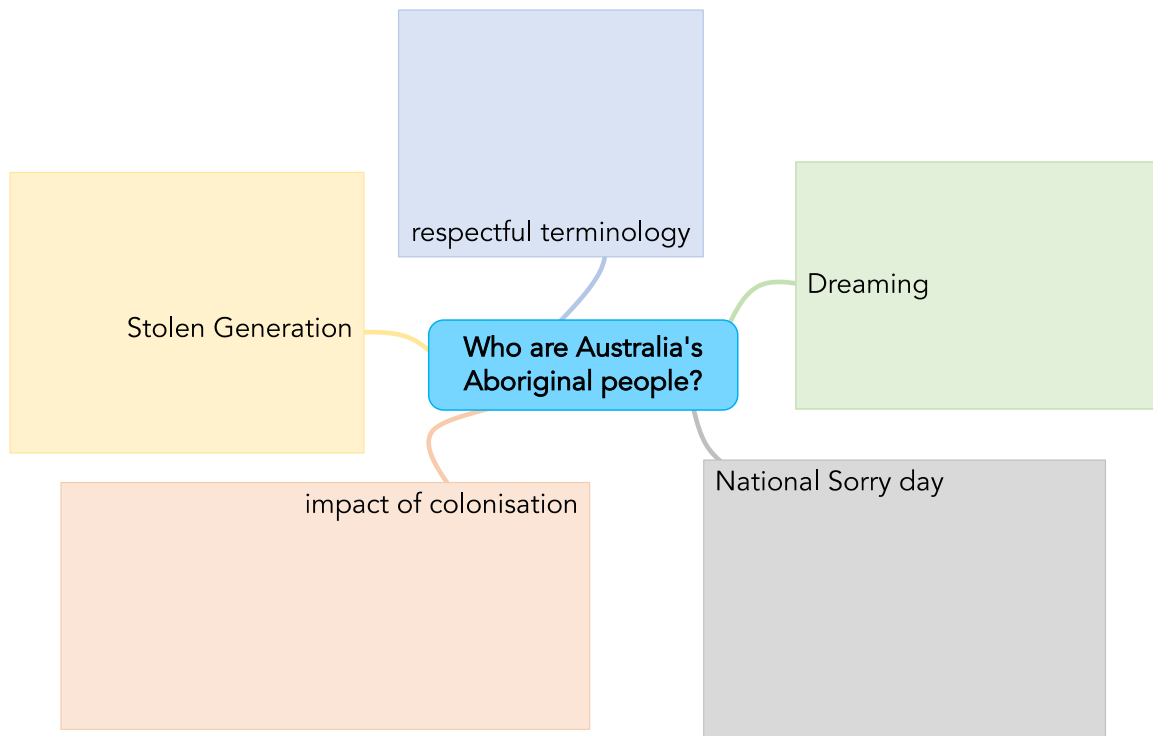 respectful terminology
Dreaming
Stolen Generation
Who are Australia's
Aboriginal people?
National Sorry day
impact of colonisation